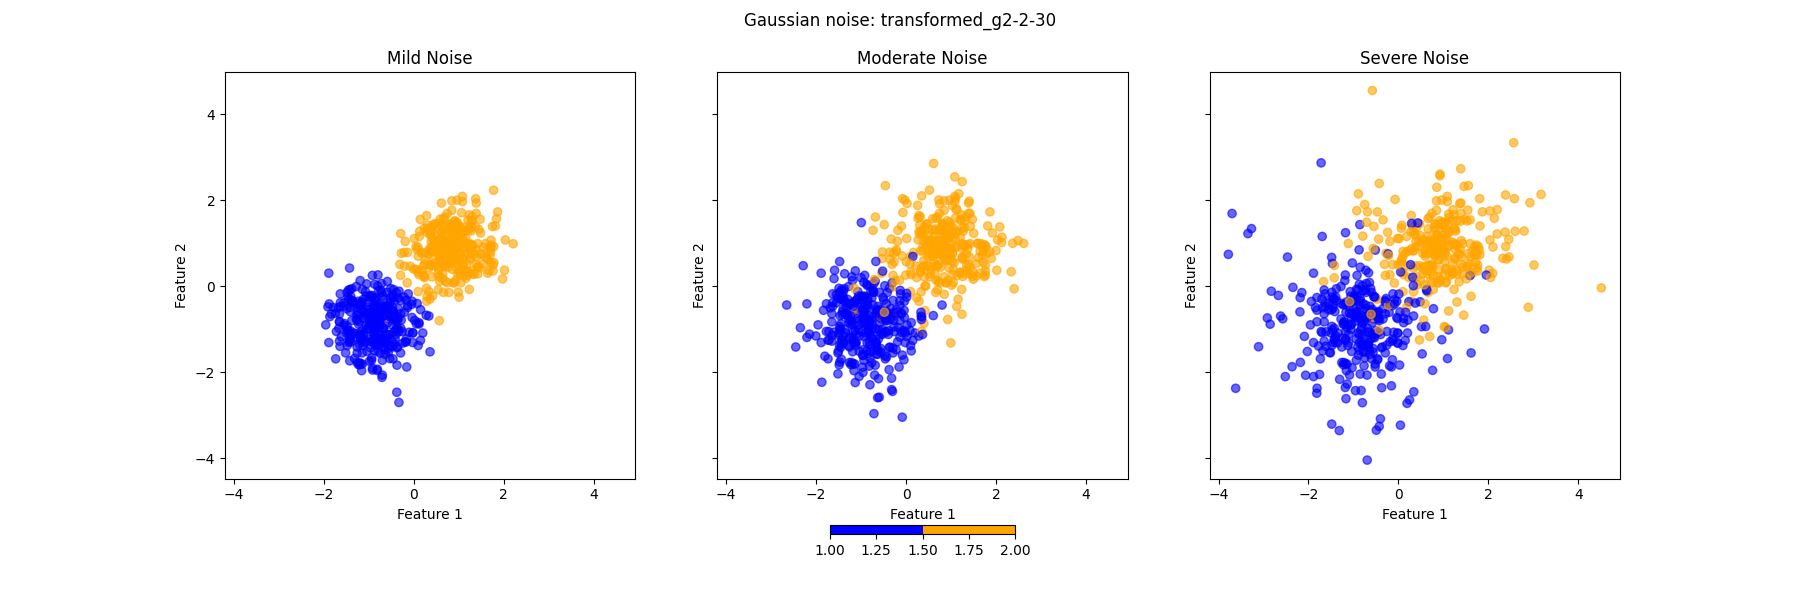 Gaussian noise: transformed_g2-2-30
Mild Noise
Moderate Noise
Severe Noise
Feature 2
4
2
0
−2
−4
−4 −2 0 2 4
Feature 1
Feature 2
−4 −2 0 2 4
Feature 1
Feature 2
−4 −2 0 2 4
Feature 1
1.00 1.25 1.50 1.75 2.00